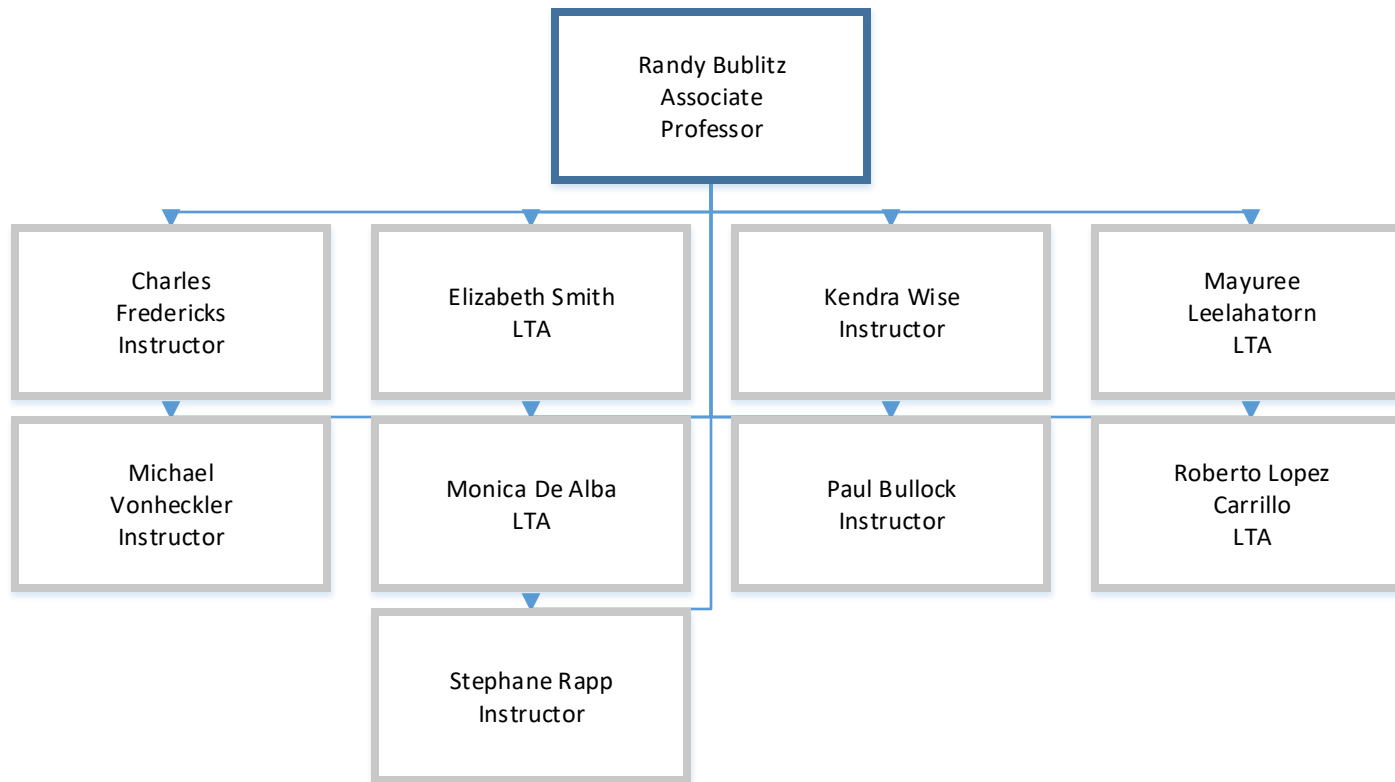 Randy Bublitz
Associate
Professor
Charles
Fredericks
Instructor
Elizabeth Smith
LTA
Kendra Wise
Instructor
Mayuree
Leelahatorn
LTA
Michael
Vonheckler
Instructor
Monica De Alba
LTA
Paul Bullock
Instructor
Roberto Lopez
Carrillo
LTA
Stephane Rapp
Instructor